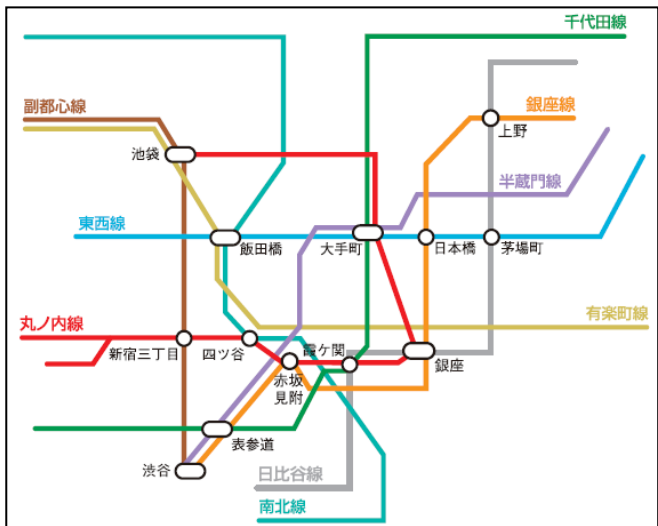 千代田線
副都心線
銀座線
上野
池袋
半蔵門線
東西線
飯田橋
大手町
日本橋
茅場町
有楽町線
丸ノ内線
新宿三丁目
四ツ谷
霞ケ関
銀座
赤坂
見附
表参道
渋谷
日比谷線
南北線